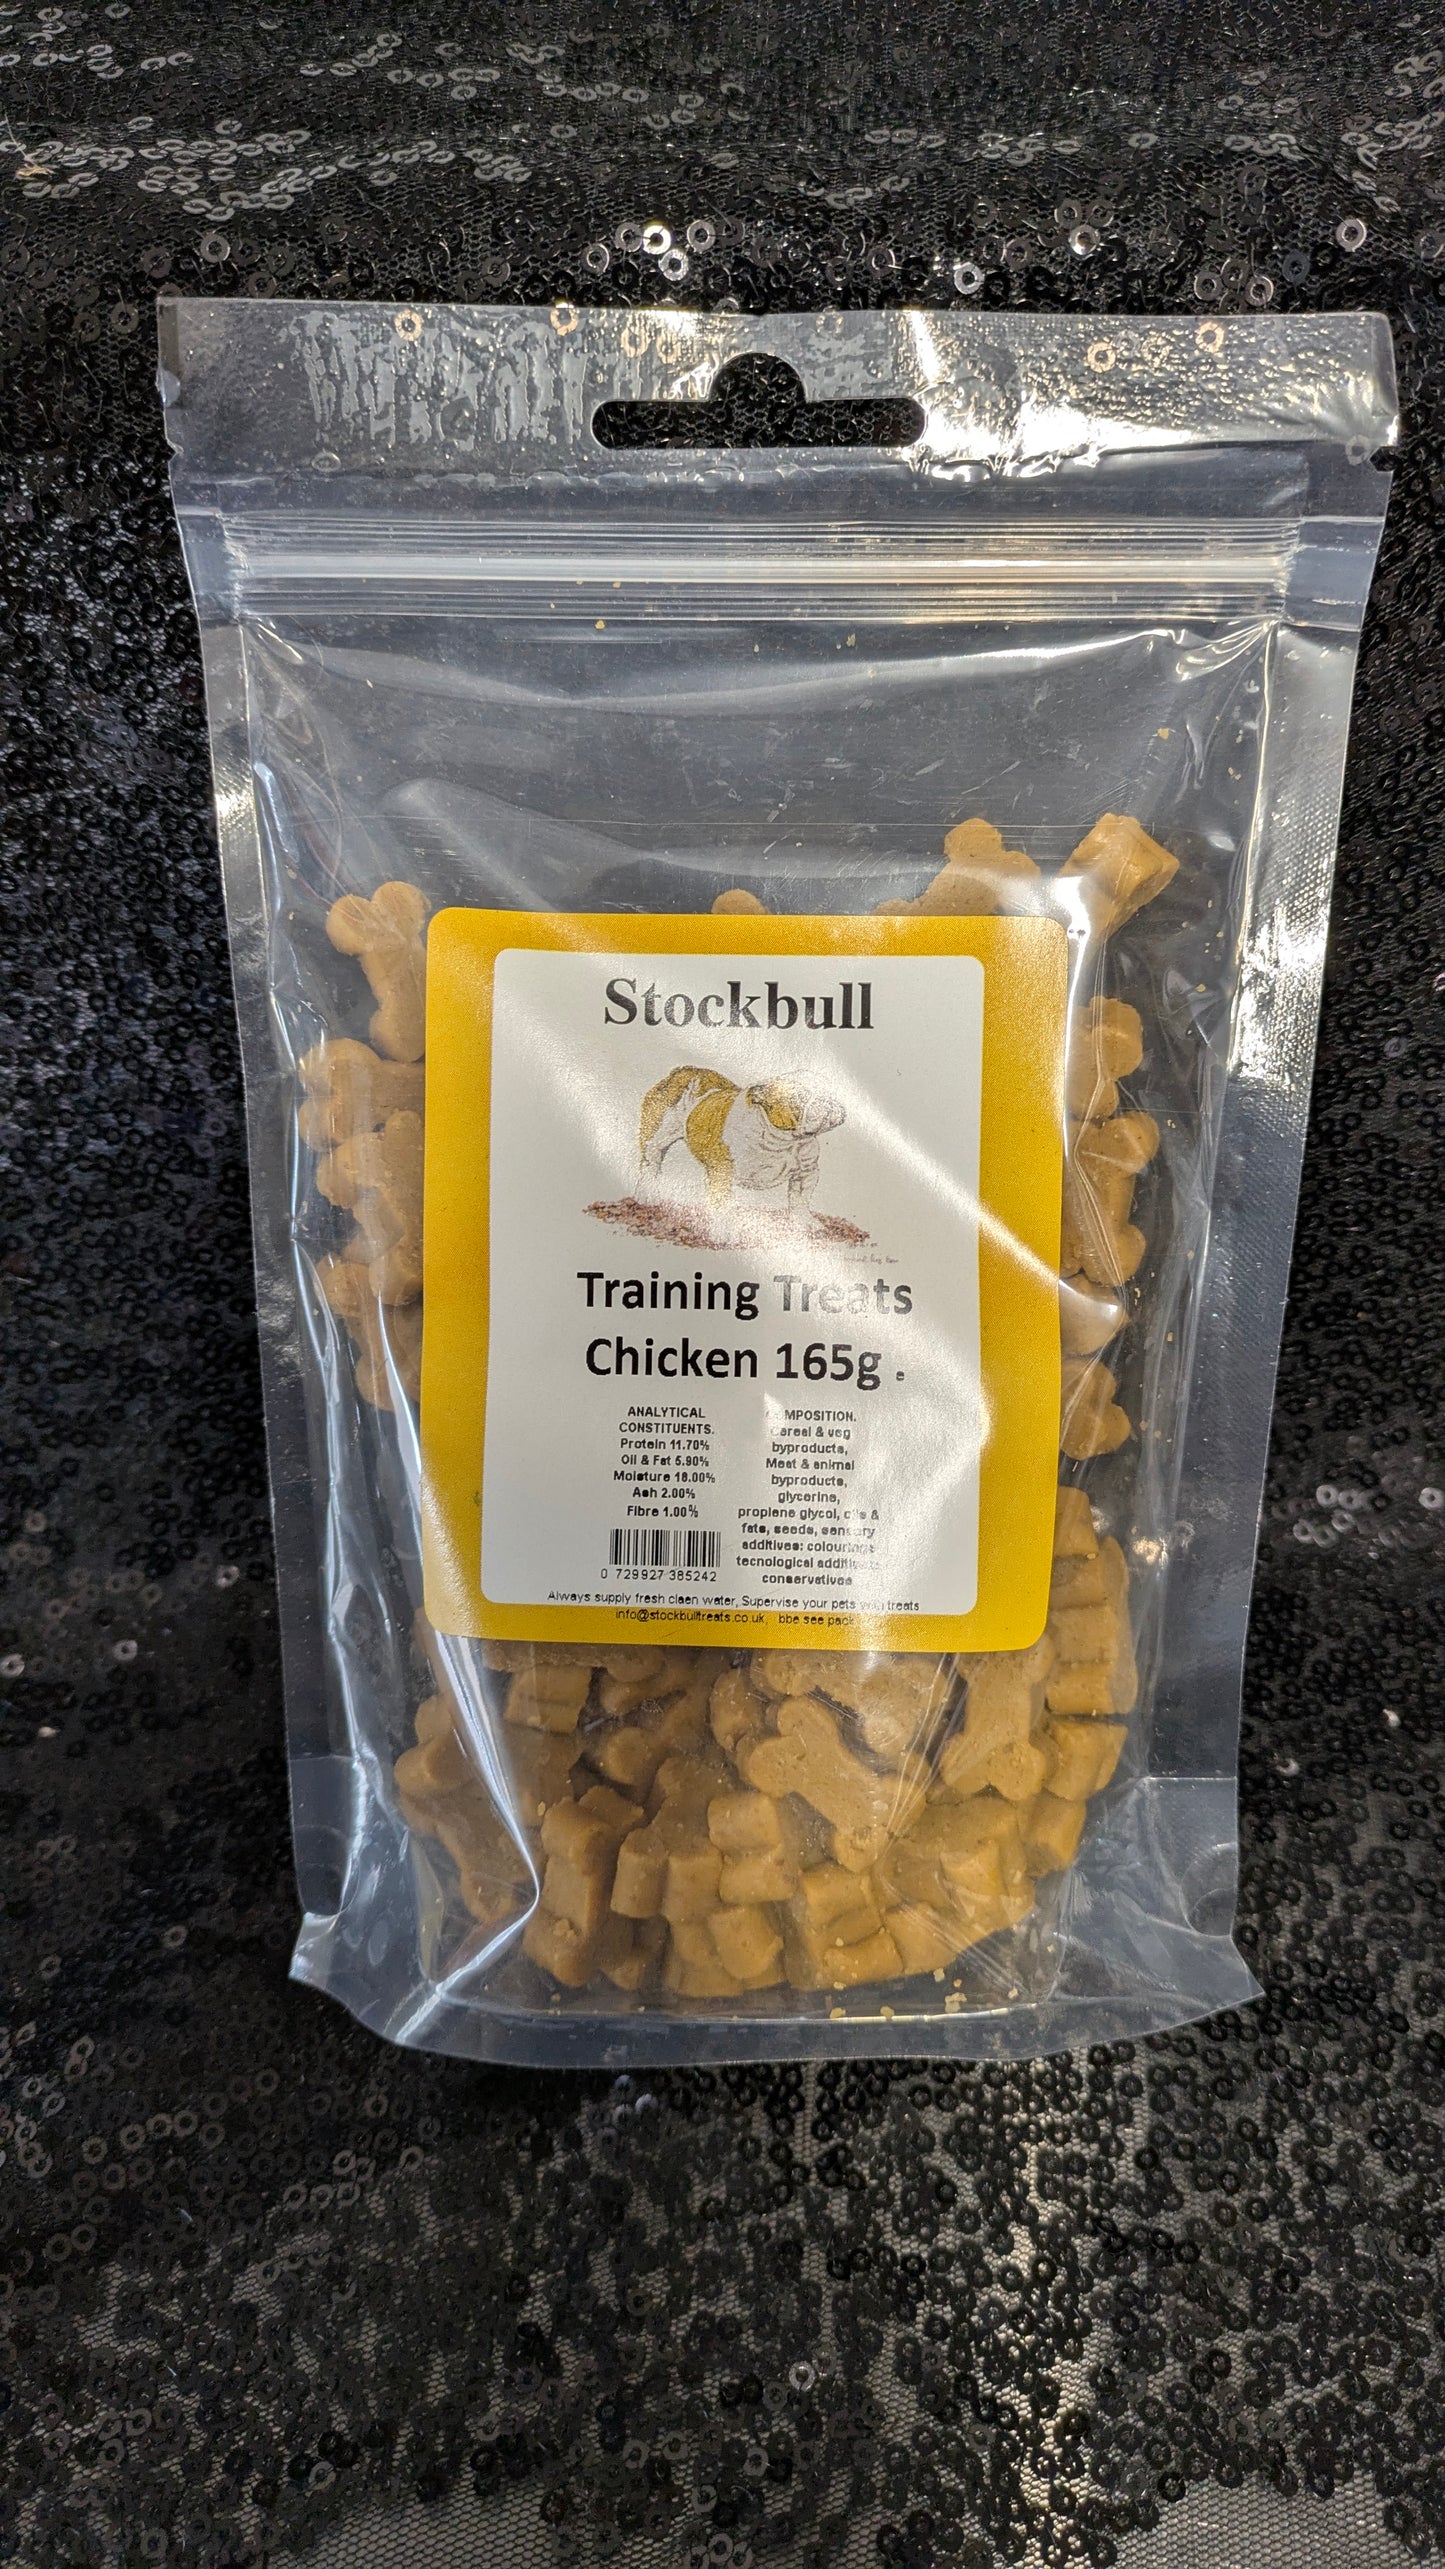 Stockbull
Training Treats
Chicken 165g e
ANALYTICAL
CONSTITUENTS.
Protein 11.70%
Oil & Fat 5.90%
Moisture 18.00%
Ash 2.00%
Fibre 1.00%
0 729927 385242
COMPOSITION.
Cereal & veg
byproducts,
Meat & animal
byproducts,
glycerine,
proplene glycol, oils &
fats, seeds, sensory
additives: colourings
tecnological additives:
conservatives
Always supply fresh claen water, Supervise your pets with treats
info@stockbulltreats.co.uk, bbe see pack